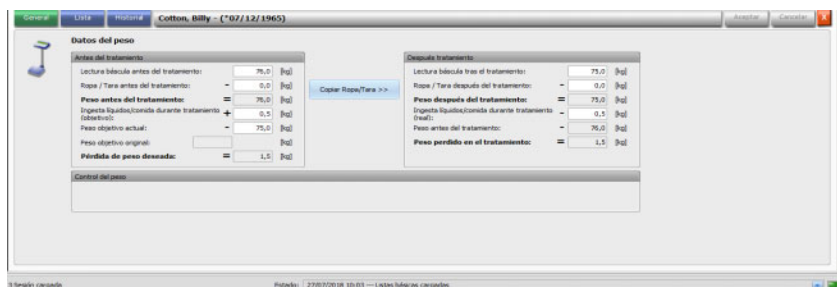 General Lista Historial Cotton, Billy - (*07/12/1965) Aceptar Cancelar X
Datos del peso
Antes del tratamiento
Lectura báscula antes del tratamiento: 76,0 [kg]
Ropa / Tara antes del tratamiento: - 0,0 [kg]
Peso antes del tratamiento: = 76,0 [kg]
Ingesta líquidos/comida durante tratamiento (objetivo): + 0,5 [kg]
Peso objetivo actual: - 75,0 [kg]
Peso objetivo original: [kg]
Pérdida de peso deseada: = 1,5 [kg]
Copiar Ropa/Tara >>
Después tratamiento
Lectura báscula tras el tratamiento: 75,0 [kg]
Ropa / Tara después del tratamiento: - 0,0 [kg]
Peso después del tratamiento: = 75,0 [kg]
Ingesta líquidos/comida durante tratamiento (real): - 0,5 [kg]
Peso antes del tratamiento: - 76,0 [kg]
Peso perdido en el tratamiento: = 1,5 [kg]
Control del peso
3 Sesión cargada Estado: 27/07/2018 10:03 --- Listas básicas cargadas